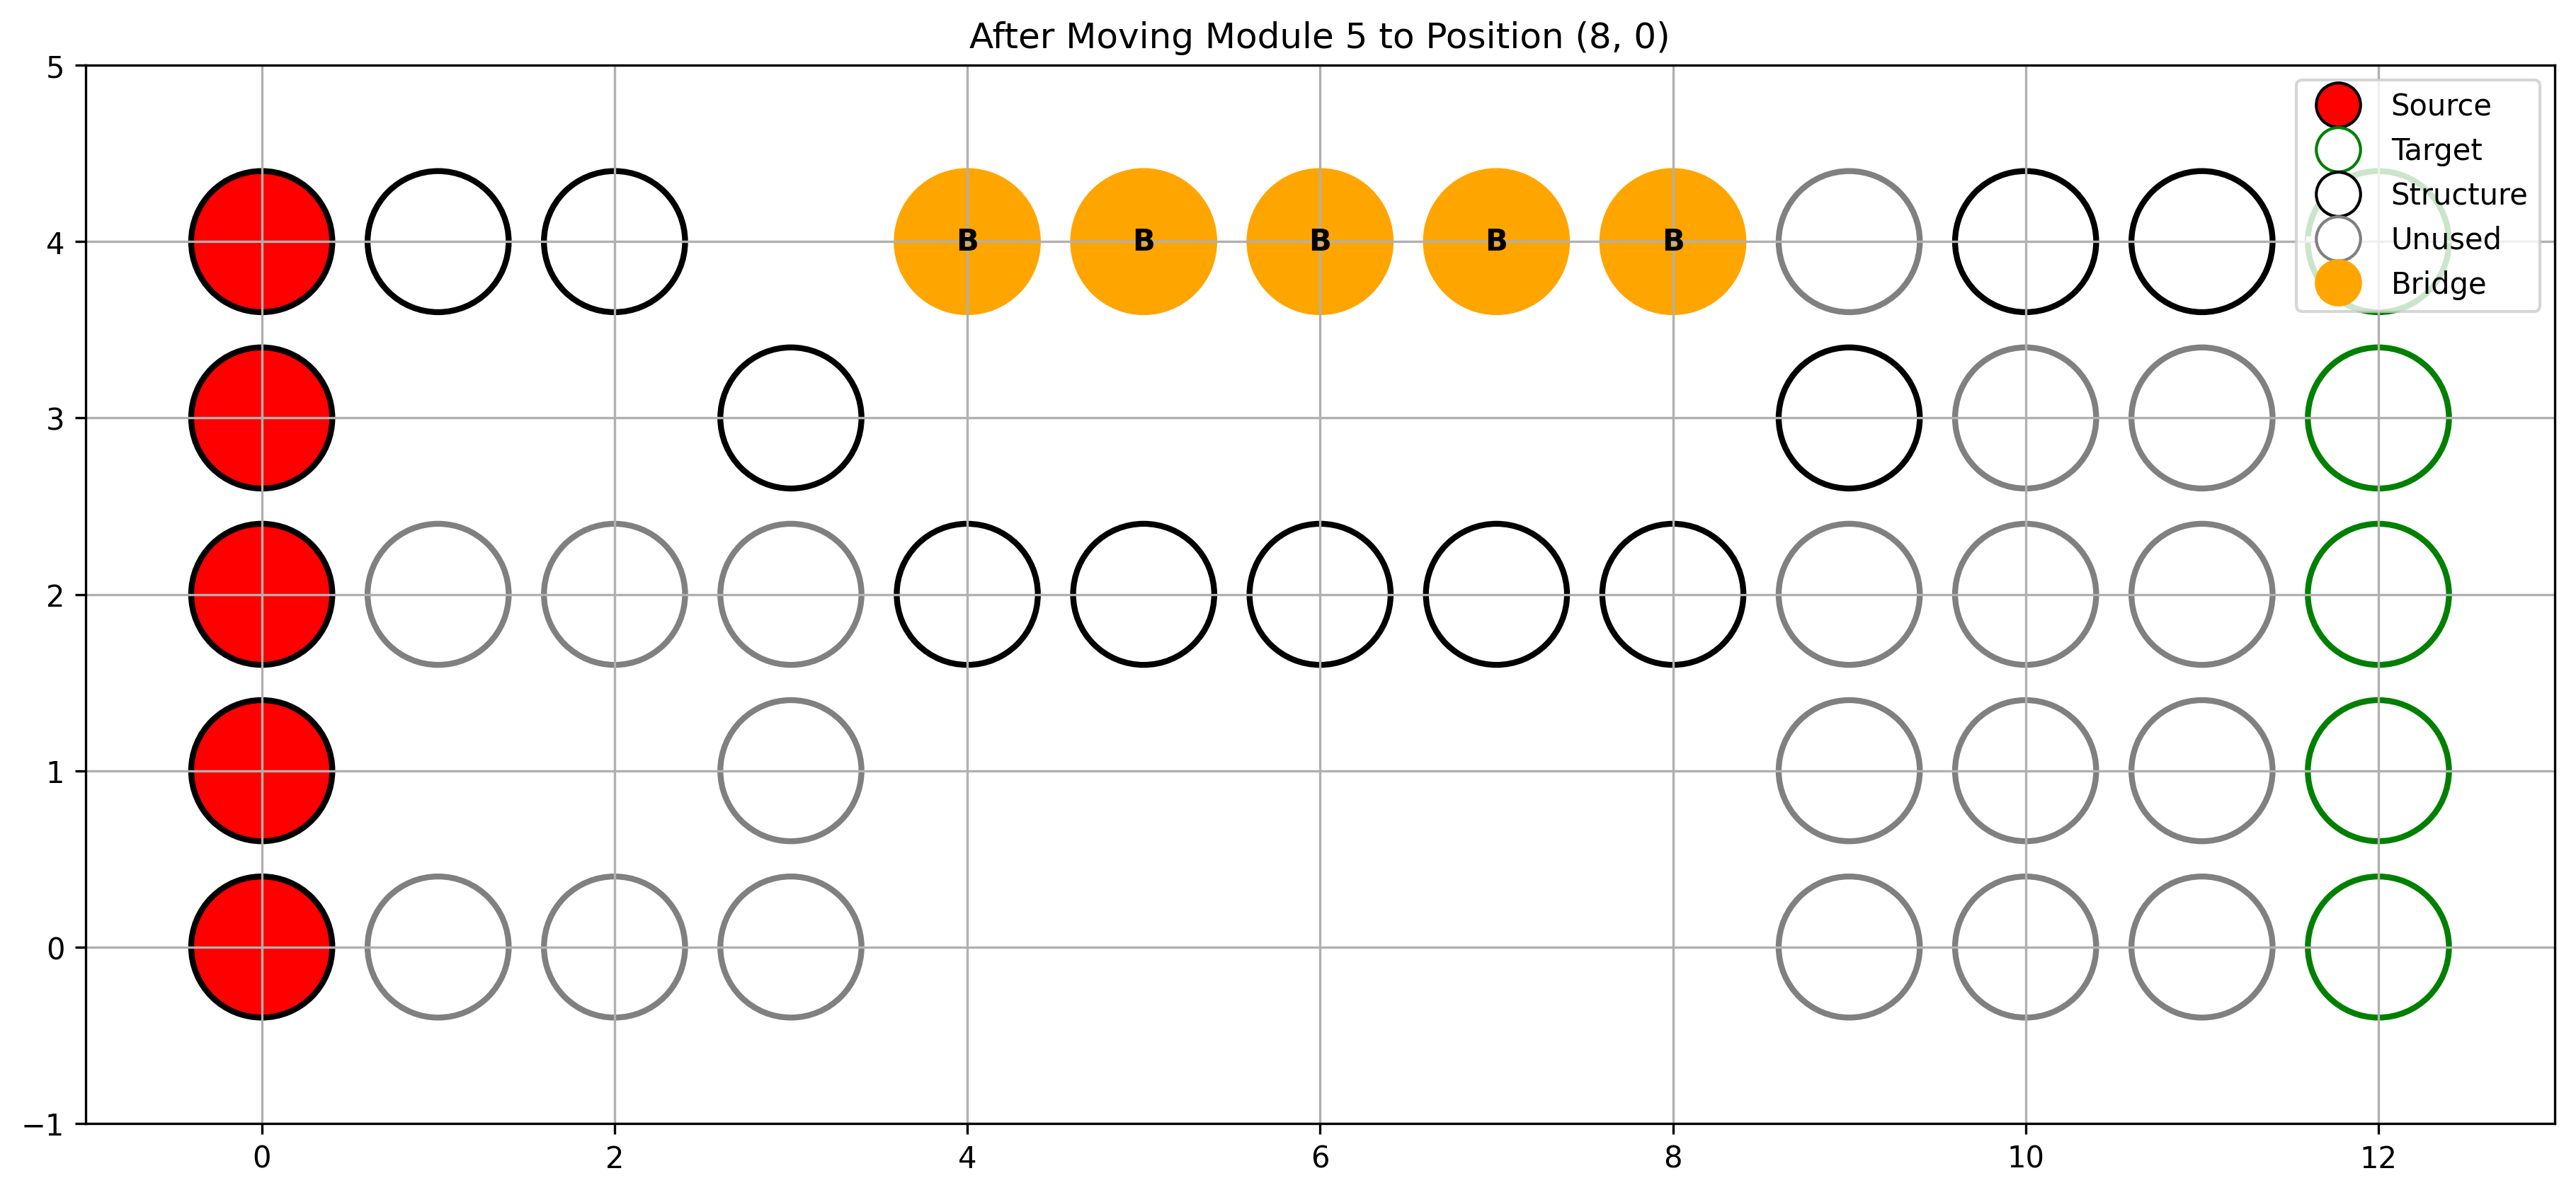 After Moving Module 5 to Position (8, 0)
5
4
3
2
1
0
−1
B B B B B
Source
Target
Structure
Unused
Bridge
0 2 4 6 8 10 12